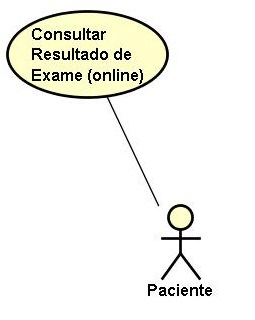 Consultar
Resultado de
Exame (online)
Paciente